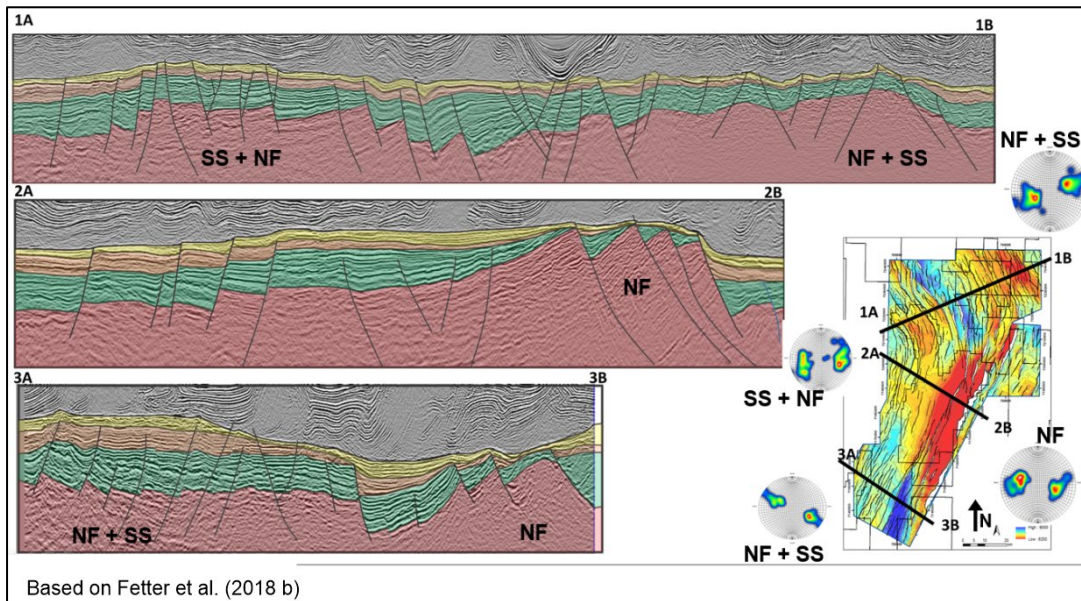 1A
1B
SS + NF
NF + SS
NF + SS
2A
2B
NF
1B
1A
2A
SS + NF
2B
NF
3A
3B
3A
3B
NF + SS
NF
NF + SS
N
Based on Fetter et al. (2018 b)